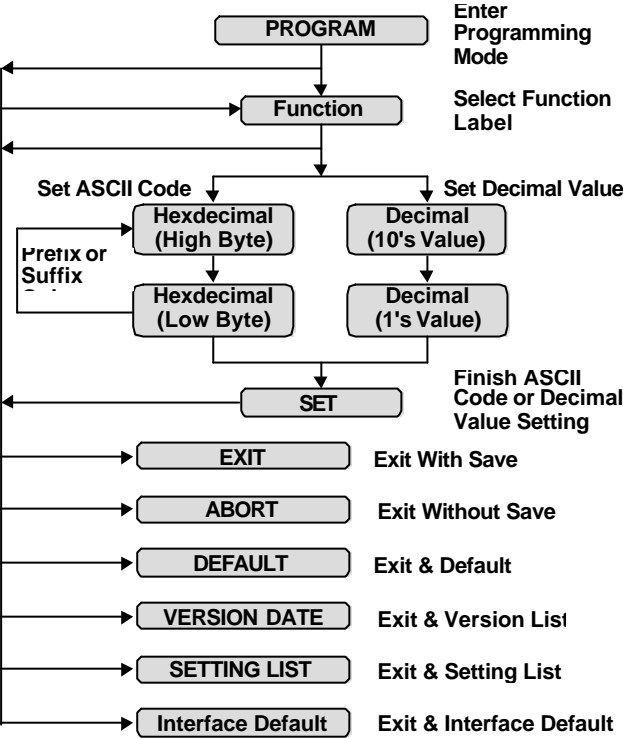 PROGRAM
Enter
Programming
Mode
Function
Select Function
Label
Set ASCII Code
Set Decimal Value
Hexdecimal
(High Byte)
Decimal
(10's Value)
Prefix or
Suffix
Hexdecimal
(Low Byte)
Decimal
(1's Value)
SET
Finish ASCII
Code or Decimal
Value Setting
EXIT
Exit With Save
ABORT
Exit Without Save
DEFAULT
Exit & Default
VERSION DATE
Exit & Version List
SETTING LIST
Exit & Setting List
Interface Default
Exit & Interface Default